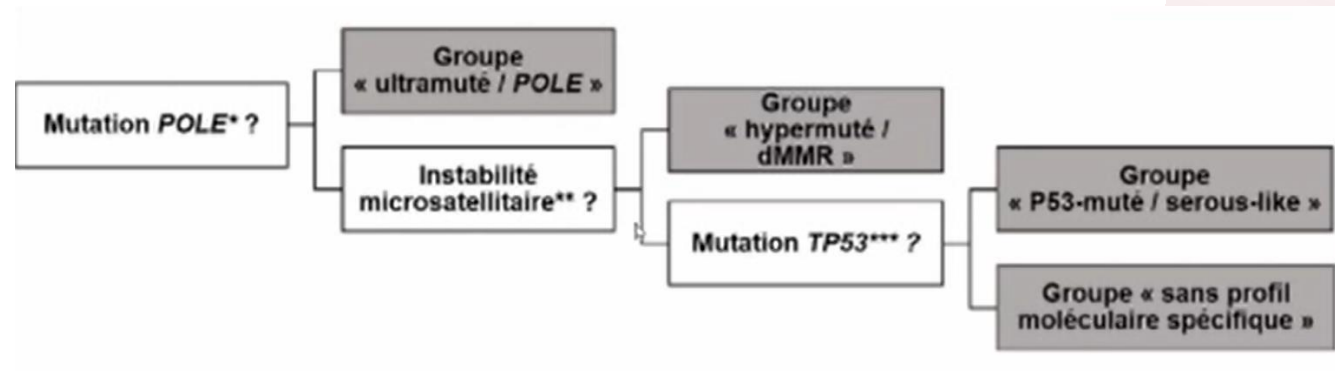 Mutation POLE* ?
Groupe
« ultramuté / POLE »
Instabilité
microsatellitaire** ?
Groupe
« hypermuté /
dMMR »
Mutation TP53*** ?
Groupe
« P53-muté / serous-like »
Groupe « sans profil
moléculaire spécifique »